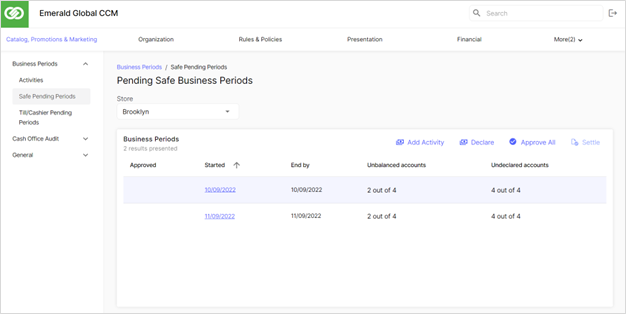 Emerald Global CCM
Search
Catalog, Promotions & Marketing
Organization
Rules & Policies
Presentation
Financial
More(2)
Business Periods
Activities
Safe Pending Periods
Till/Cashier Pending
Periods
Cash Office Audit
General
Business Periods / Safe Pending Periods
Pending Safe Business Periods
Store
Brooklyn
Business Periods
2 results presented
Add Activity
Declare
Approve All
Settle
Approved Started End by Unbalanced accounts Undeclared accounts
10/09/2022 10/09/2022 2 out of 4 4 out of 4
11/09/2022 11/09/2022 2 out of 4 4 out of 4